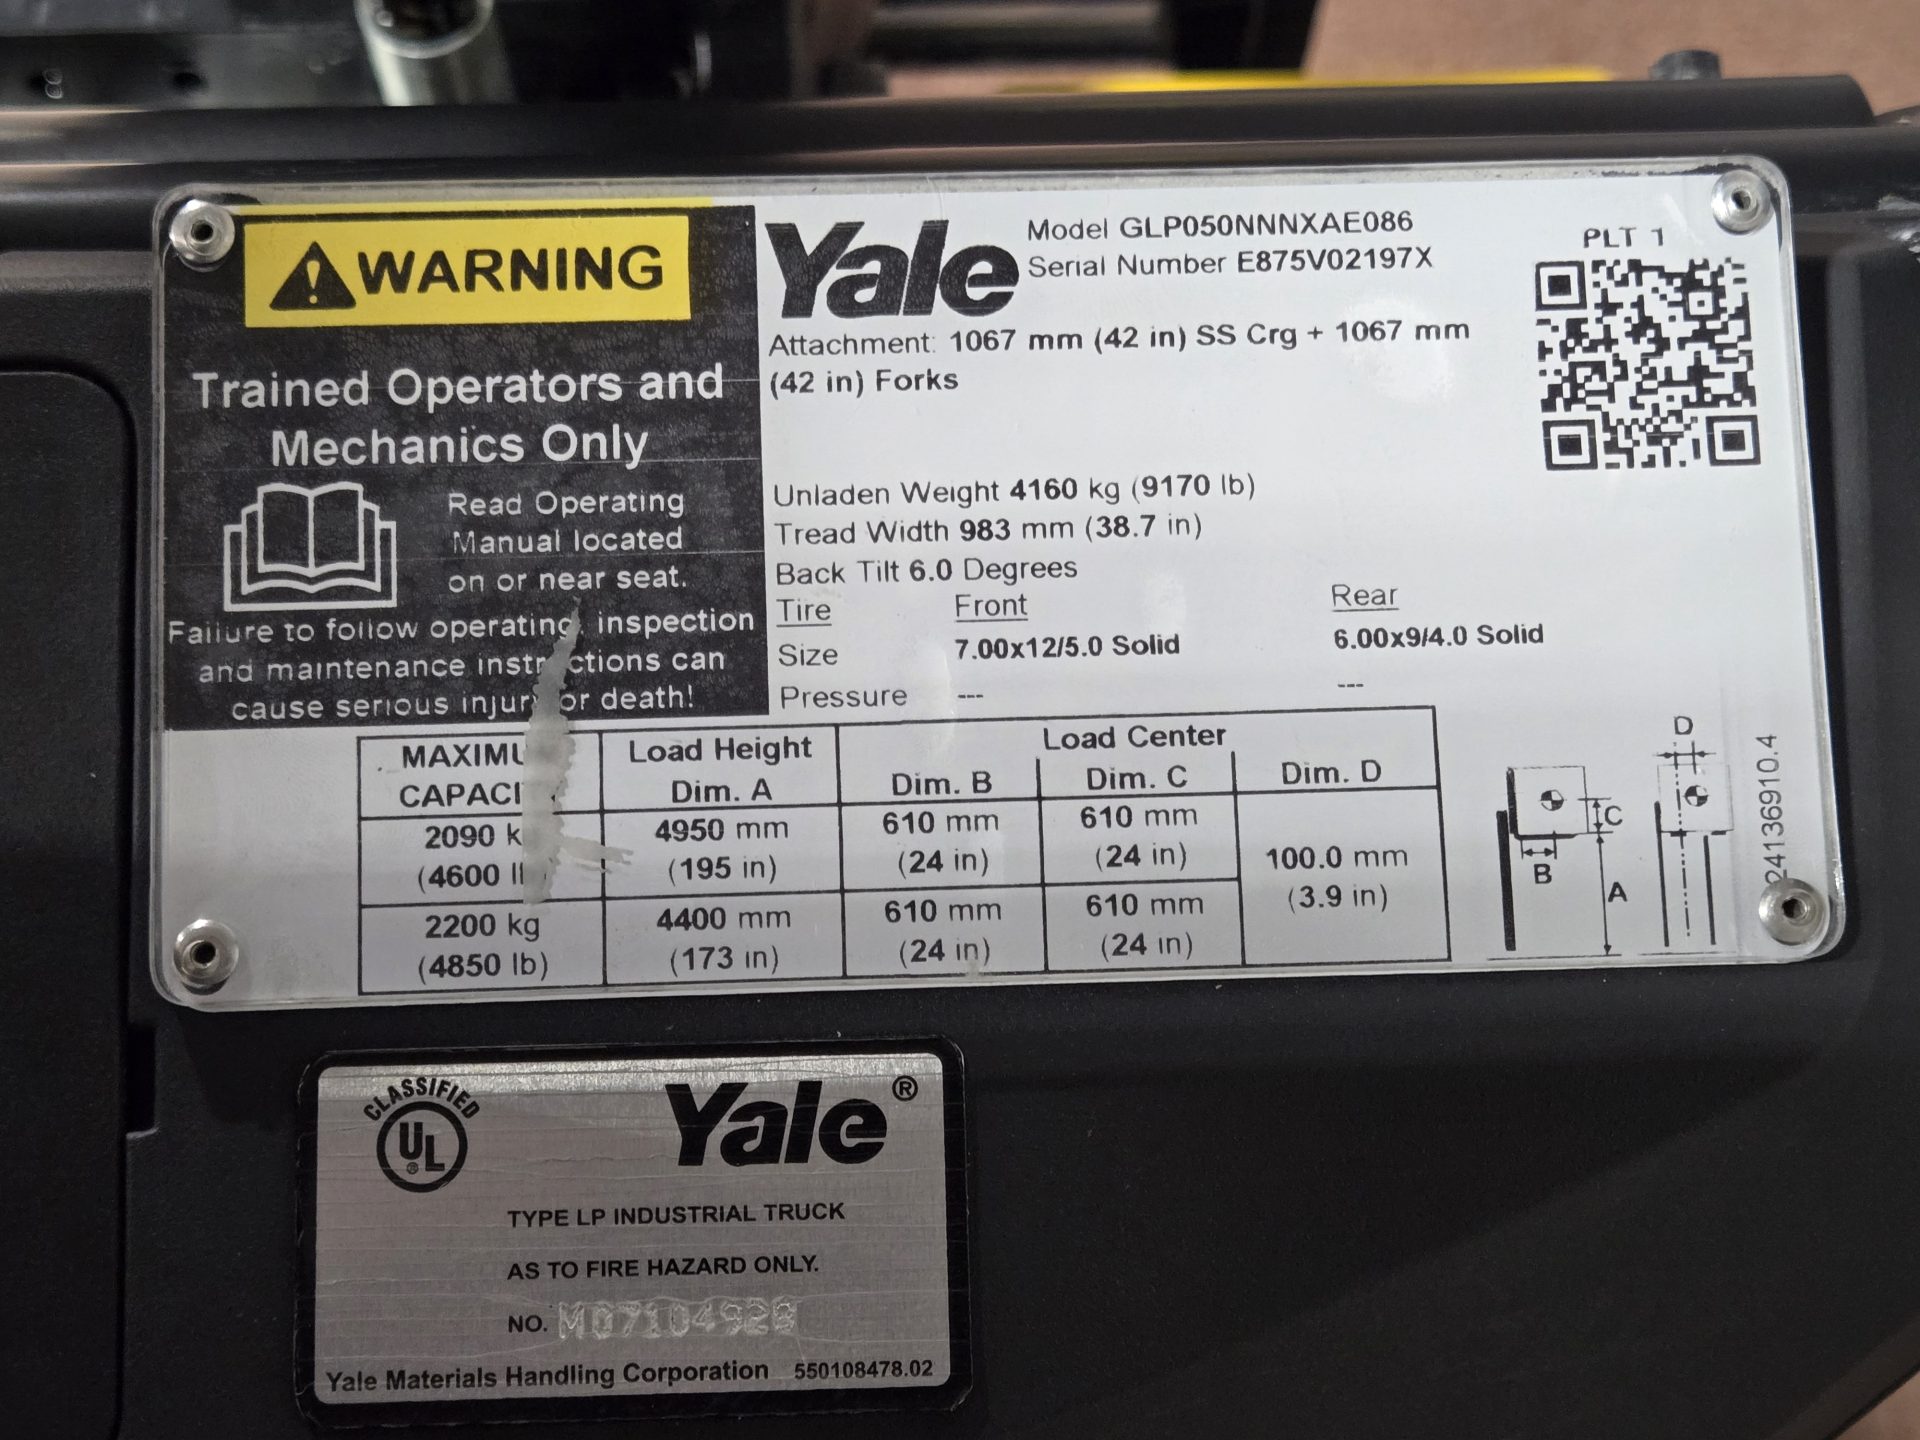 WARNING
Trained Operators and
Mechanics Only
Read Operating
Manual located
on or near seat.
Failure to follow operating, inspection
and maintenance instr ctions can
cause serious injury or death!
Yale
Model GLP050NNNXAE086
Serial Number E875V02197X
PLT 1
Attachment: 1067 mm (42 in) SS Crg + 1067 mm
(42 in) Forks
Unladen Weight 4160 kg (9170 lb)
Tread Width 983 mm (38.7 in)
Back Tilt 6.0 Degrees
Tire Front Rear
Size 7.00x12/5.0 Solid 6.00x9/4.0 Solid
Pressure --- ---
MAXIMU Load Height Load Center
CAPACI Dim. A Dim. B Dim. C Dim. D
2090 k 4950 mm 610 mm 610 mm
(4600 l (195 in) (24 in) (24 in)
100.0 mm
(3.9 in)
2200 kg 4400 mm 610 mm 610 mm
(4850 lb) (173 in) (24 in) (24 in)
D
C
B
A
24136910.4
CLASSIFIED
UL®
Yale®
TYPE LP INDUSTRIAL TRUCK
AS TO FIRE HAZARD ONLY.
NO.
Yale Materials Handling Corporation 550108478.02